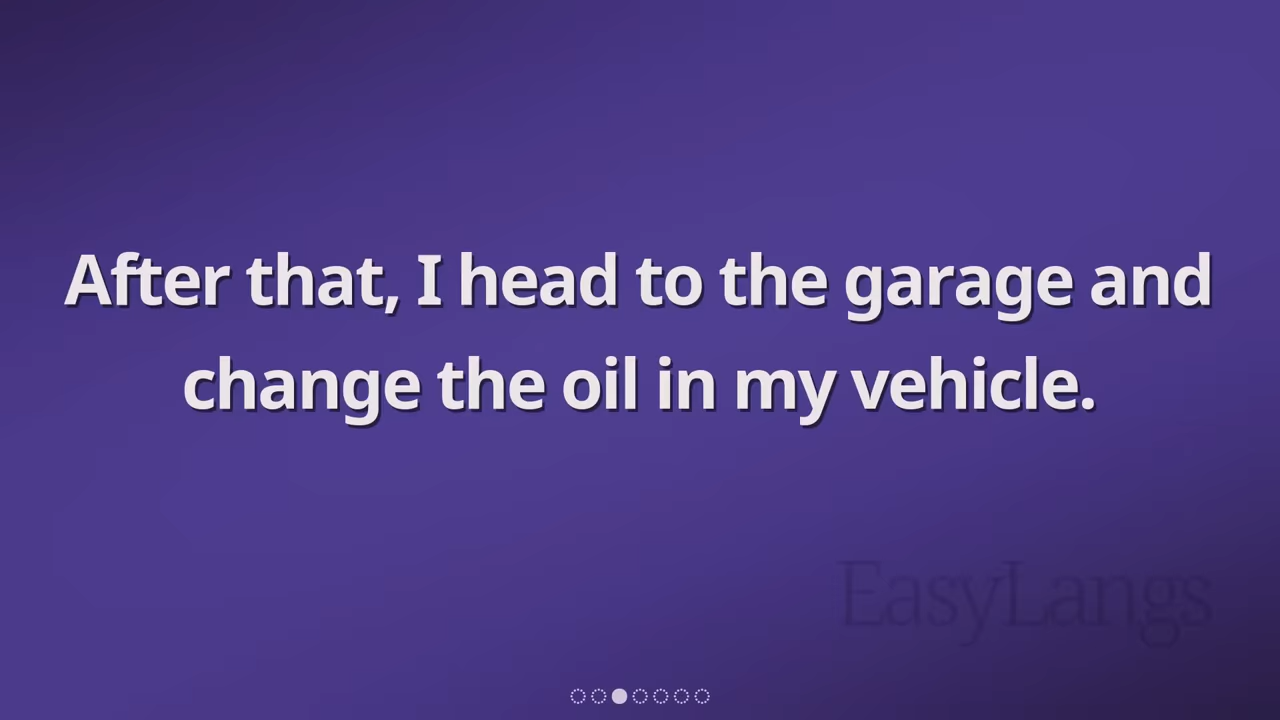 After that, I head to the garage and
change the oil in my vehicle.
EasyLangs